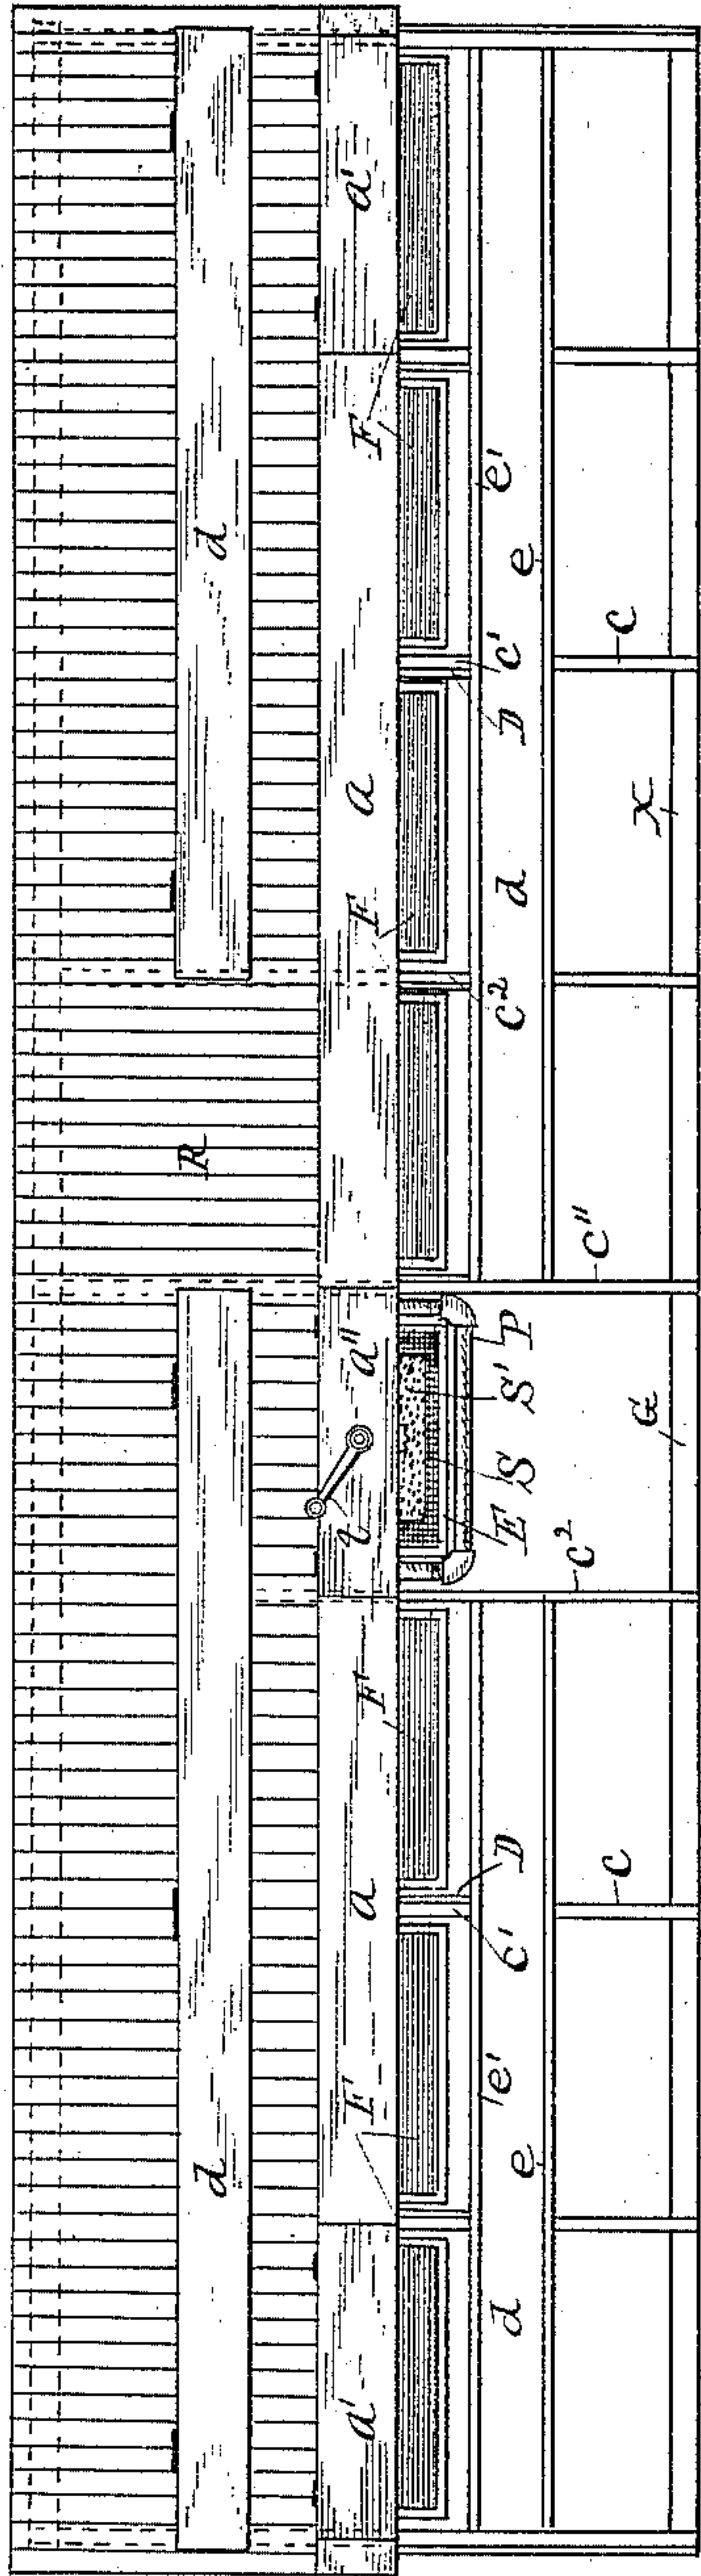 d R d
a' F a F l a" F a F a'
d e e' c' D E S S' P c² d D c' e e'
c c² c" c
G x